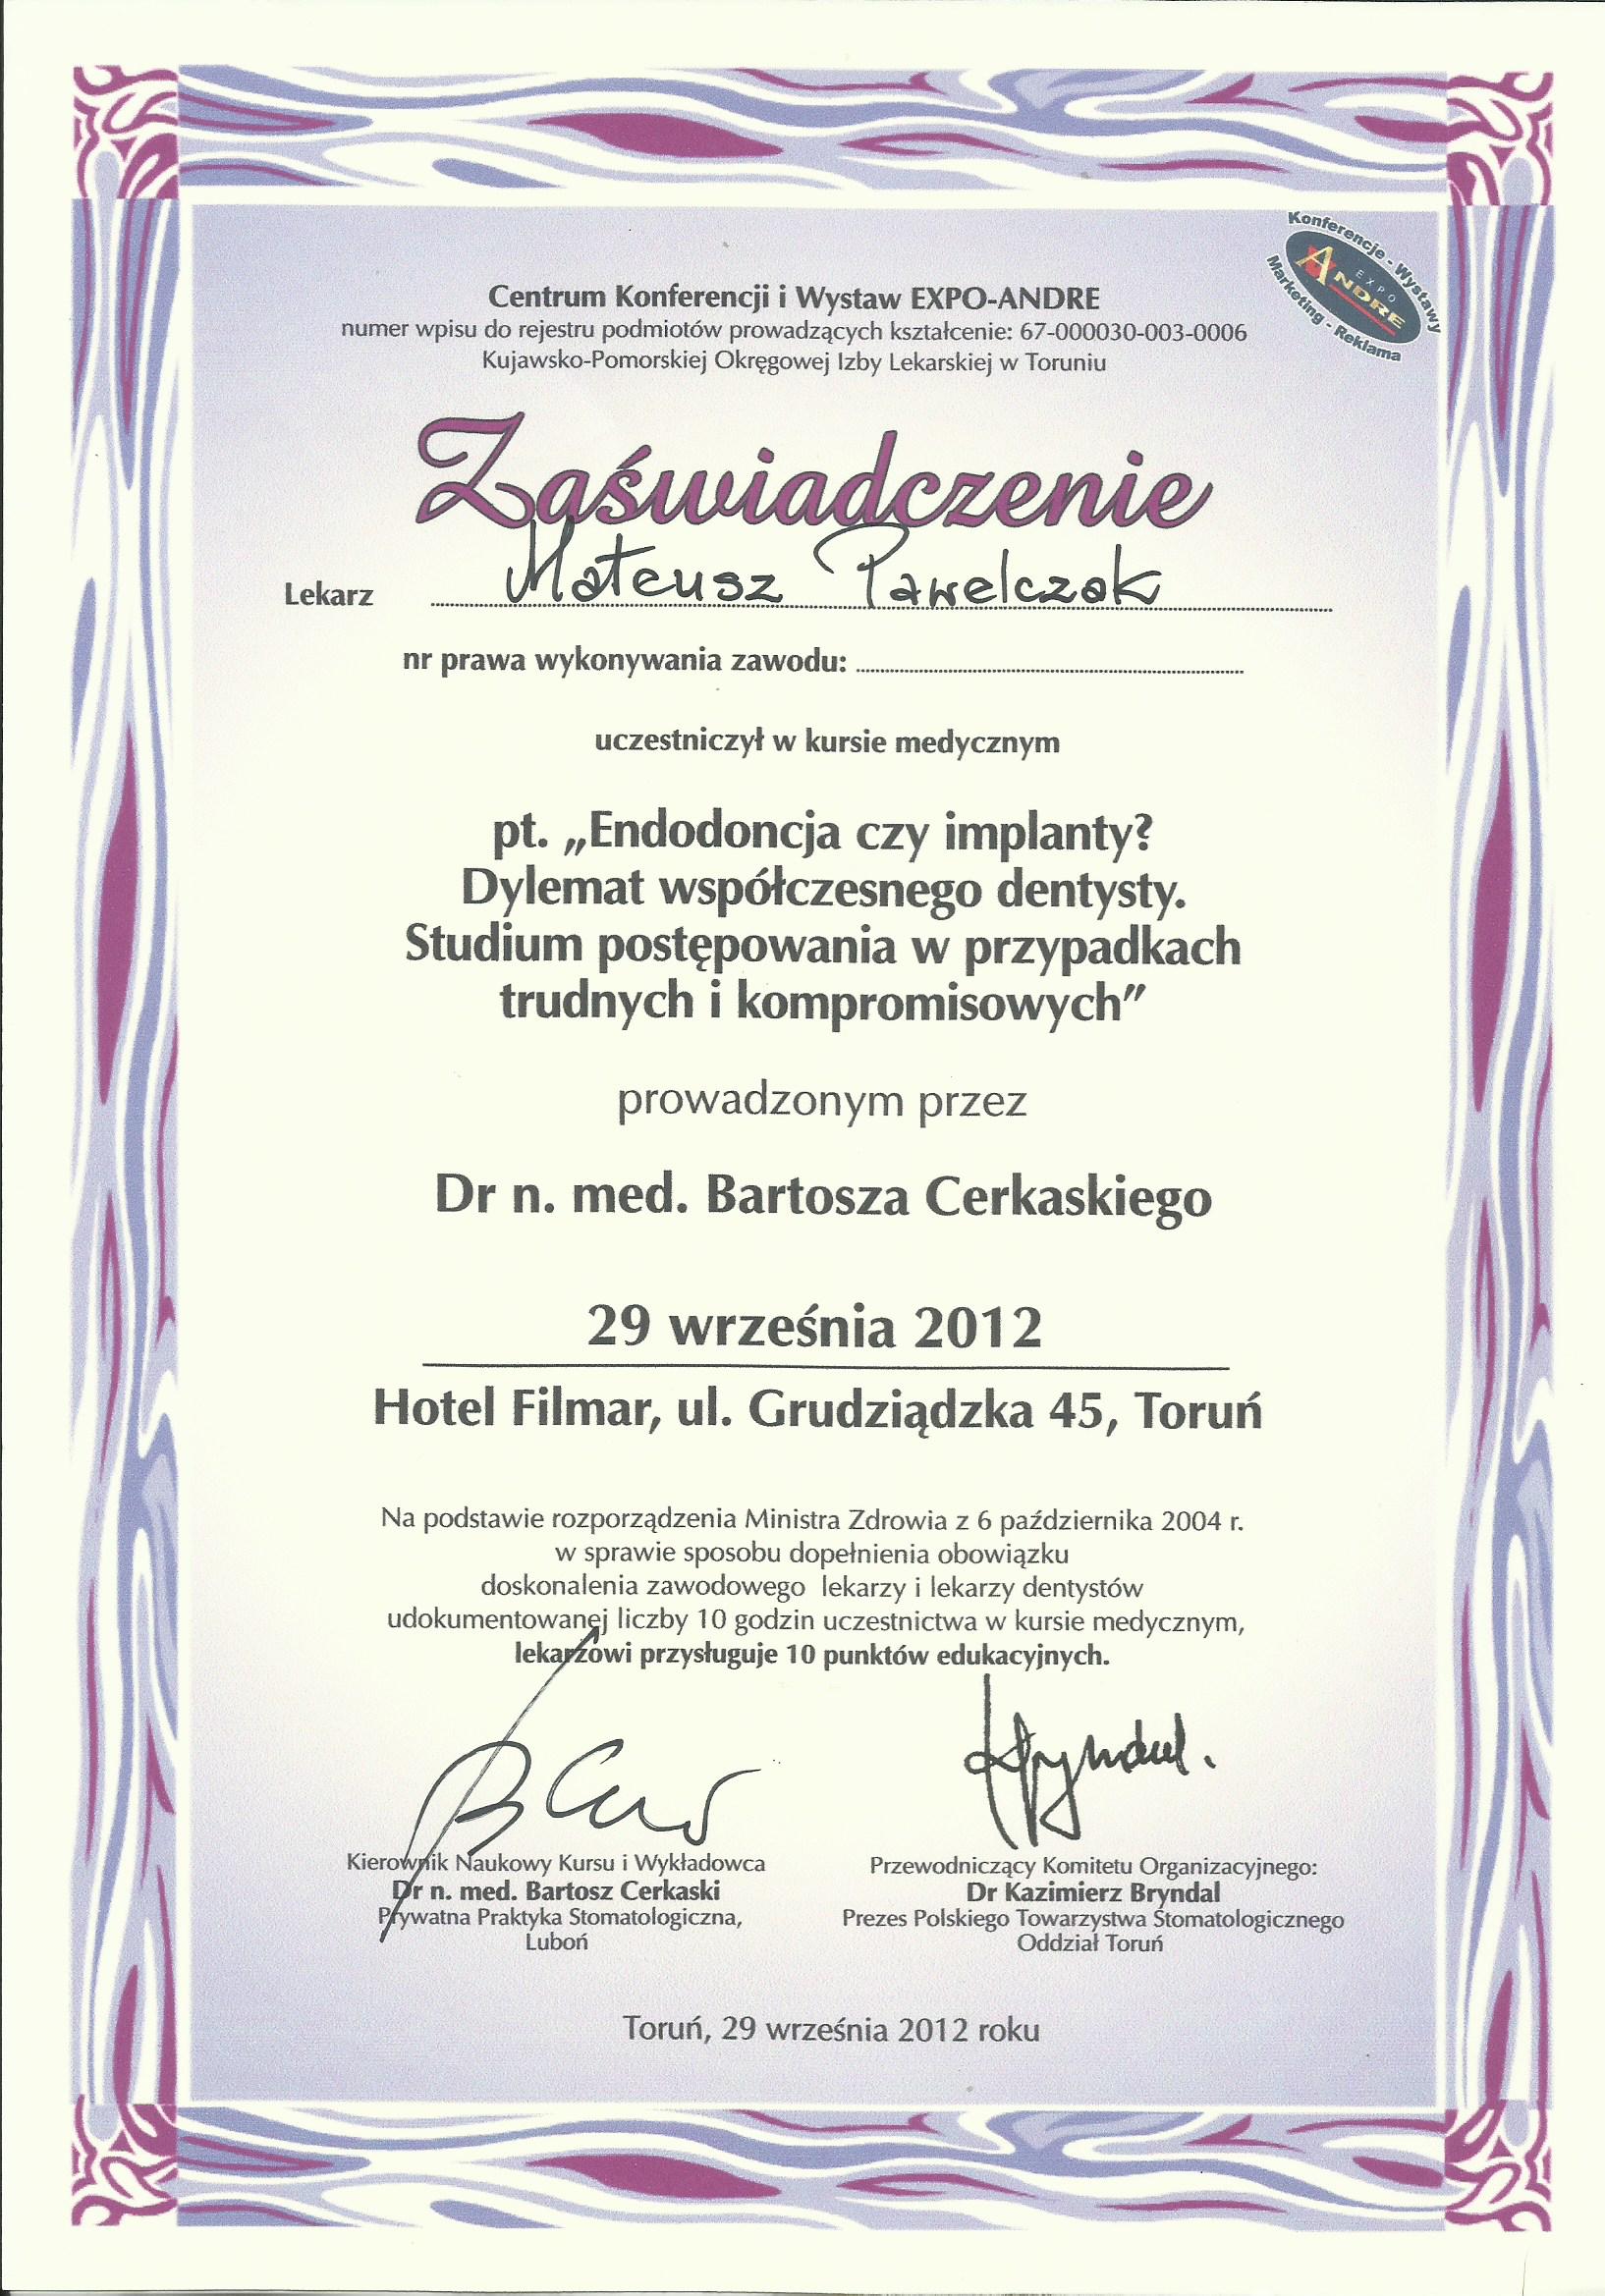 Konferencje - Wystawy
EXPO
ANDRE
Marketing - Reklama
Centrum Konferencji i Wystaw EXPO-ANDRE
numer wpisu do rejestru podmiotów prowadzących kształcenie: 67-000030-003-0006
Kujawsko-Pomorskiej Okręgowej Izby Lekarskiej w Toruniu
Zaświadczenie
Lekarz Mateusz Pawelczak
nr prawa wykonywania zawodu:
uczestniczył w kursie medycznym
pt. „Endodoncja czy implanty?
Dylemat współczesnego dentysty.
Studium postępowania w przypadkach
trudnych i kompromisowych”
prowadzonym przez
Dr n. med. Bartosza Cerkaskiego
29 września 2012
Hotel Filmar, ul. Grudziądzka 45, Toruń
Na podstawie rozporządzenia Ministra Zdrowia z 6 października 2004 r.
w sprawie sposobu dopełnienia obowiązku
doskonalenia zawodowego lekarzy i lekarzy dentystów
udokumentowanej liczby 10 godzin uczestnictwa w kursie medycznym,
lekarzowi przysługuje 10 punktów edukacyjnych.
Kierownik Naukowy Kursu i Wykładowca
Dr n. med. Bartosz Cerkaski
Prywatna Praktyka Stomatologiczna,
Luboń
Przewodniczący Komitetu Organizacyjnego:
Dr Kazimierz Bryndal
Prezes Polskiego Towarzystwa Stomatologicznego
Oddział Toruń
Toruń, 29 września 2012 roku